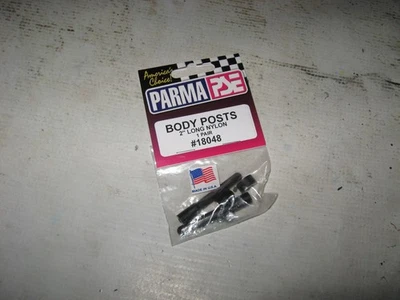 America's
Choice!
PARMA PSE
BODY POSTS
2" LONG NYLON
1 PAIR
#18048
MADE IN U.S.A.